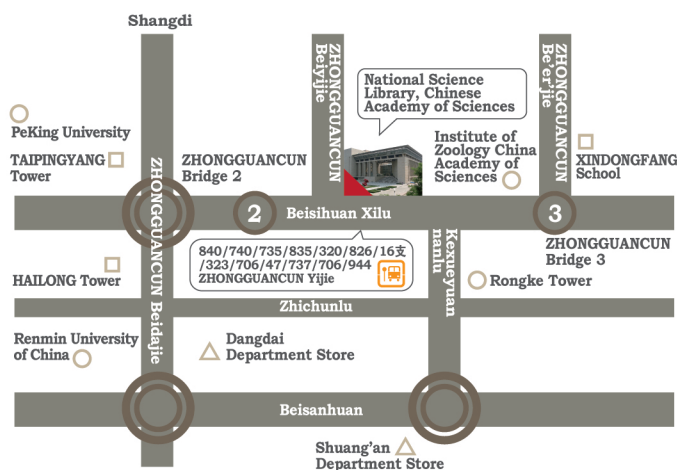 Shangdi
ZHONGGUANCUN
Beiyijie
ZHONGGUANCUN
Be'er'jie
National Science
Library, Chinese
Academy of Sciences
PeKing University
TAIPINGYANG
Tower
ZHONGGUANCUN
Bridge 2
Institute of
Zoology China
Academy of
Sciences
XINDONGFANG
School
ZHONGGUANCUN Beidajie
2
Beisihuan Xilu
3
840/740/735/835/320/826/16支
/323/706/47/737/706/944
ZHONGGUANCUN Yijie
Kexueyuan
nanlu
ZHONGGUANCUN
Bridge 3
HAILONG Tower
Rongke Tower
Zhichunlu
Renmin University
of China
Dangdai
Department Store
Beisanhuan
Shuang'an
Department Store